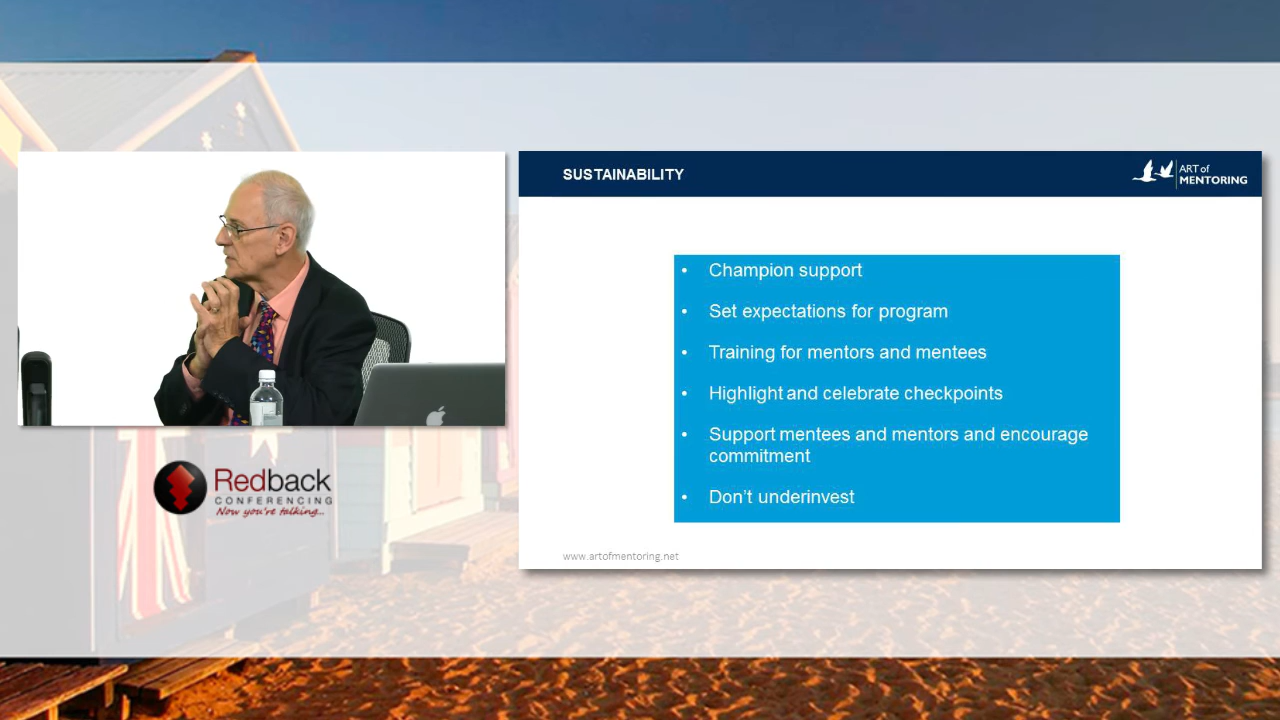 SUSTAINABILITY
ART of
MENTORING
• Champion support
• Set expectations for program
• Training for mentors and mentees
• Highlight and celebrate checkpoints
• Support mentees and mentors and encourage
commitment
• Don’t underinvest
www.artofmentoring.net
Redback
CONFERENCING
Now you're talking...